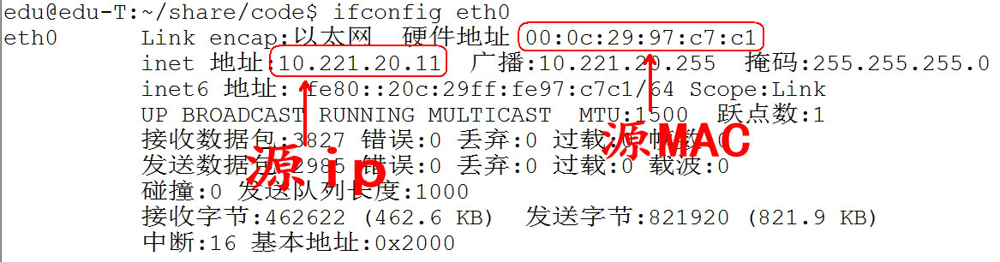 edu@edu-T:~/share/code$ ifconfig eth0
eth0 Link encap:以太网 硬件地址 00:0c:29:97:c7:c1
inet 地址:10.221.20.11 广播:10.221.20.255 掩码:255.255.255.0
inet6 地址: fe80::20c:29ff:fe97:c7c1/64 Scope:Link
UP BROADCAST RUNNING MULTICAST MTU:1500 跃点数:1
接收数据包:3827 错误:0 丢弃:0 过载:0 帧数:0
发送数据包:2985 错误:0 丢弃:0 过载:0 载波:0
碰撞:0 发送队列长度:1000
接收字节:462622 (462.6 KB) 发送字节:821920 (821.9 KB)
中断:16 基本地址:0x2000
源ip
源MAC